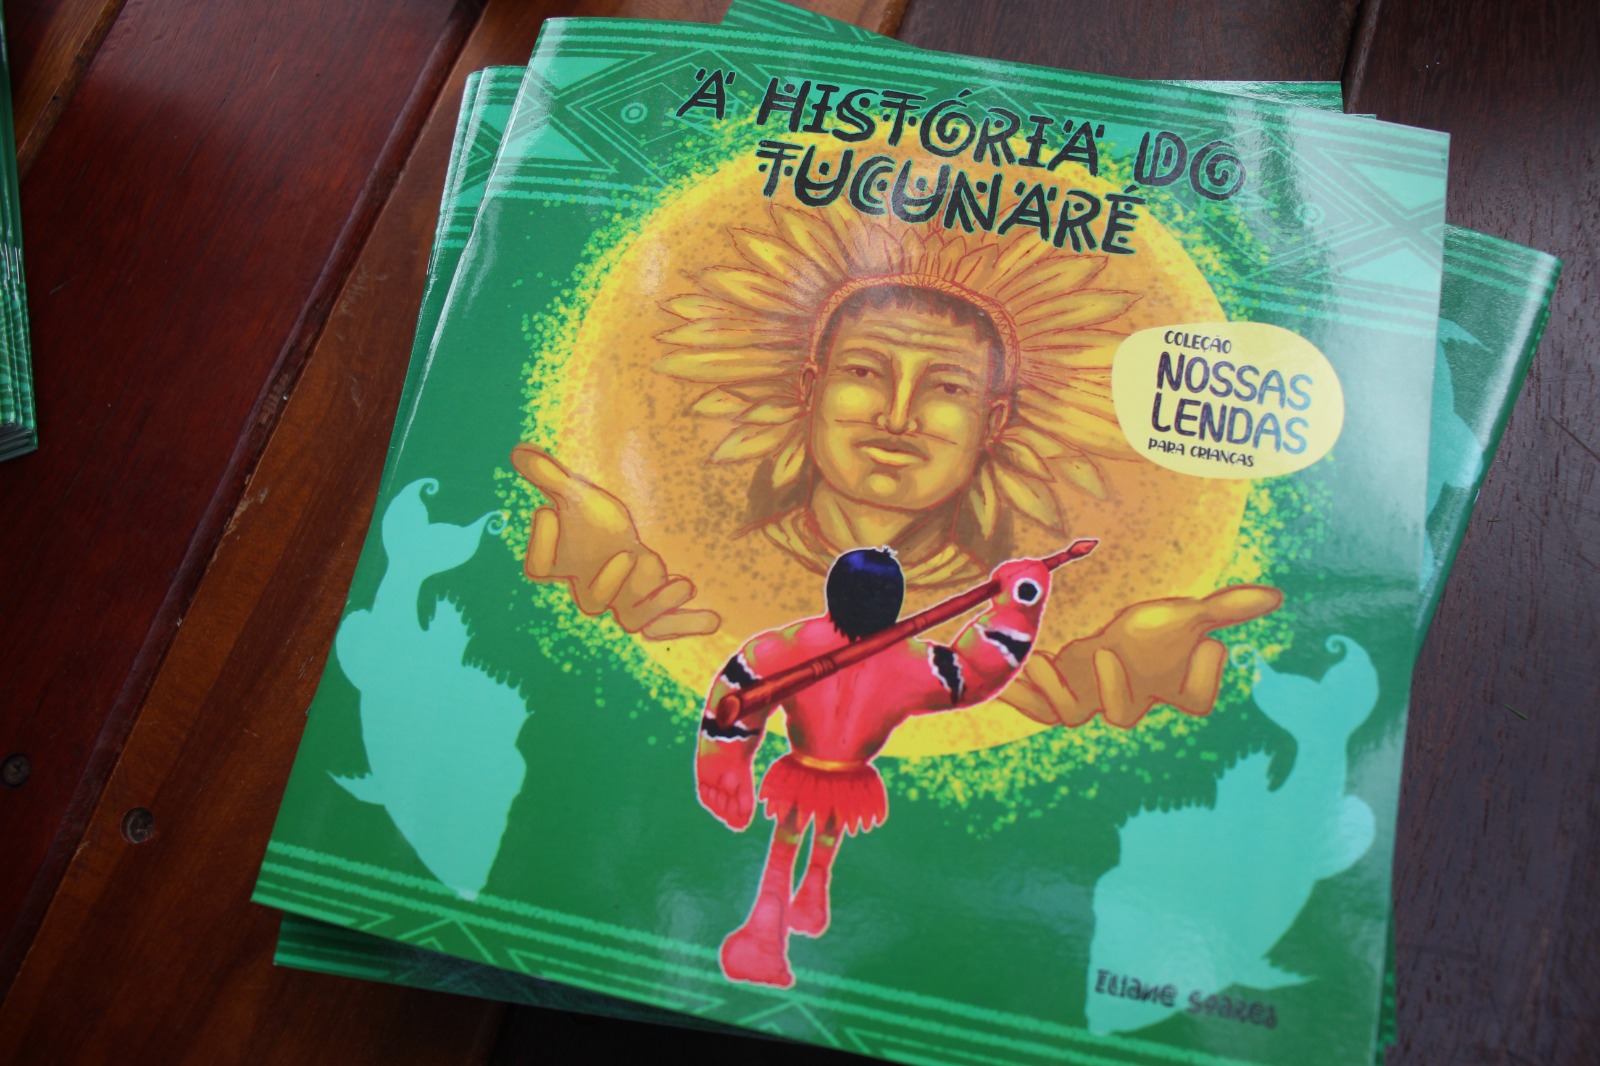 A HISTÓRIA DO
TUCUNARÉ
COLEÇÃO
NOSSAS
LENDAS
PARA CRIANÇAS
ELIANE SOARES